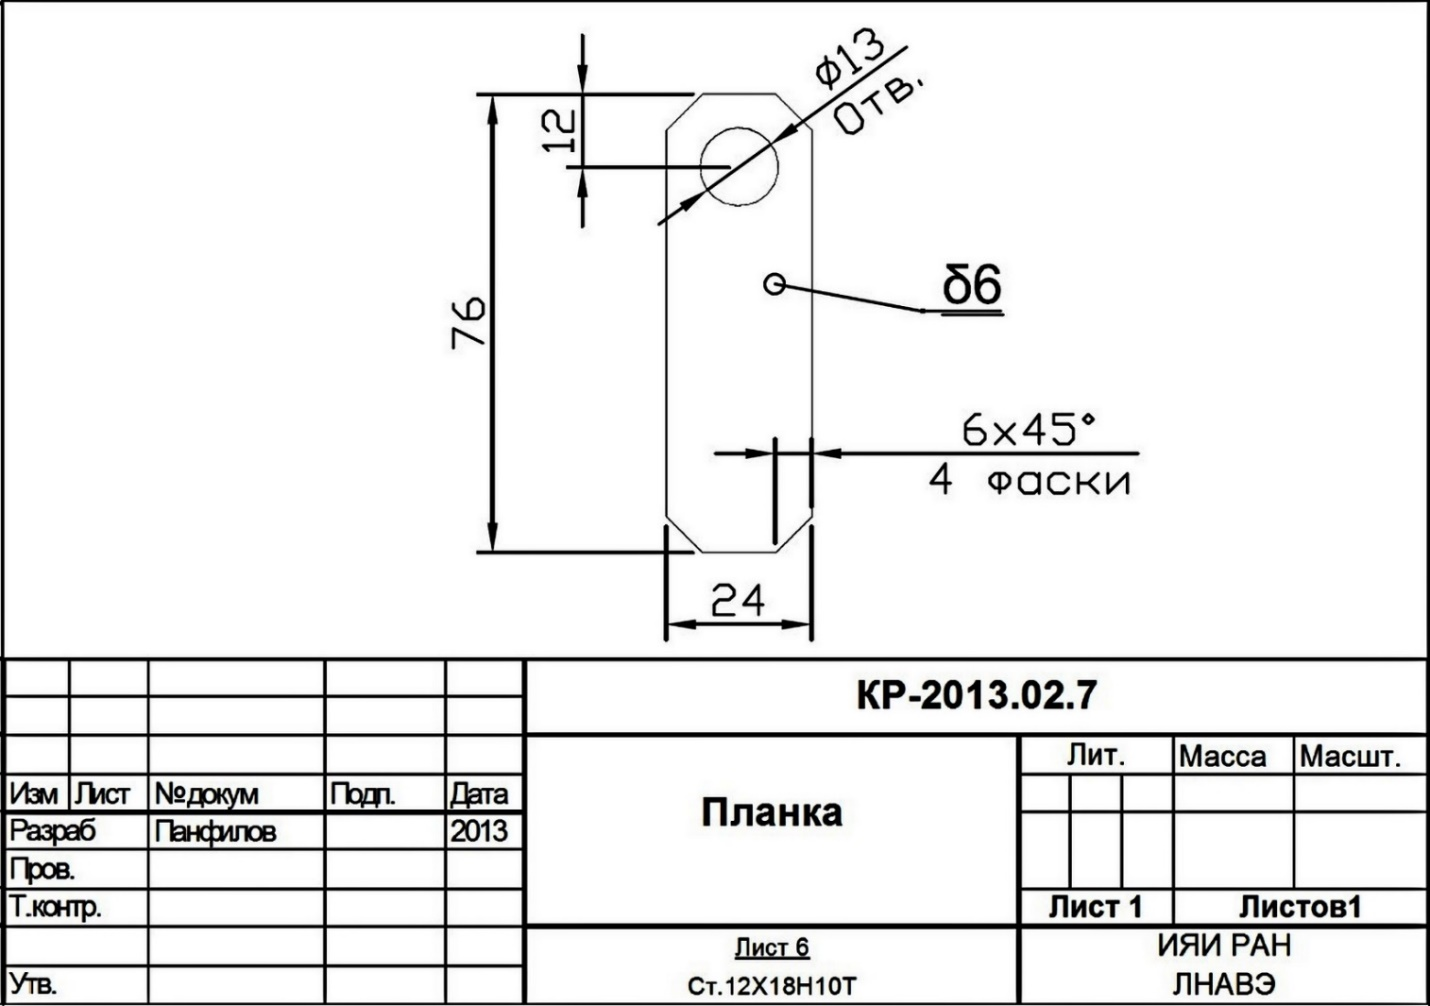 ⌀13
Отв.
12
76
δ6
6x45°
4 фаски
24
КР-2013.02.7
Лит. Масса Масшт.
Изм Лист №докум Подп. Дата
Планка
Разраб Панфилов 2013
Пров.
Т.контр.
Лист 1 Листов1
Лист 6
ИЯИ РАН
Утв.
Ст.12Х18Н10Т
ЛНАВЭ